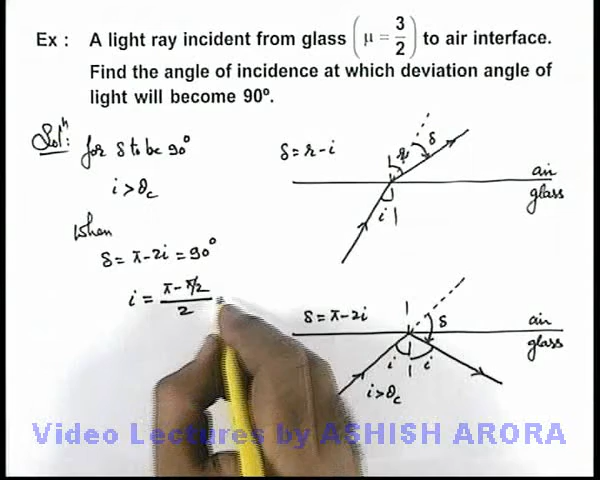 Ex : A light ray incident from glass (μ = 3/2) to air interface.
Find the angle of incidence at which deviation angle of
light will become 90º.
Solⁿ:
for δ to be 90°
i > θc
When
δ = π - 2i = 90°
i = (π - π/2)/2 =
δ = r - i
r
δ
i
air
glass
δ = π - 2i
δ
i
i
i > θc
air
glass
Video Lectures by ASHISH ARORA